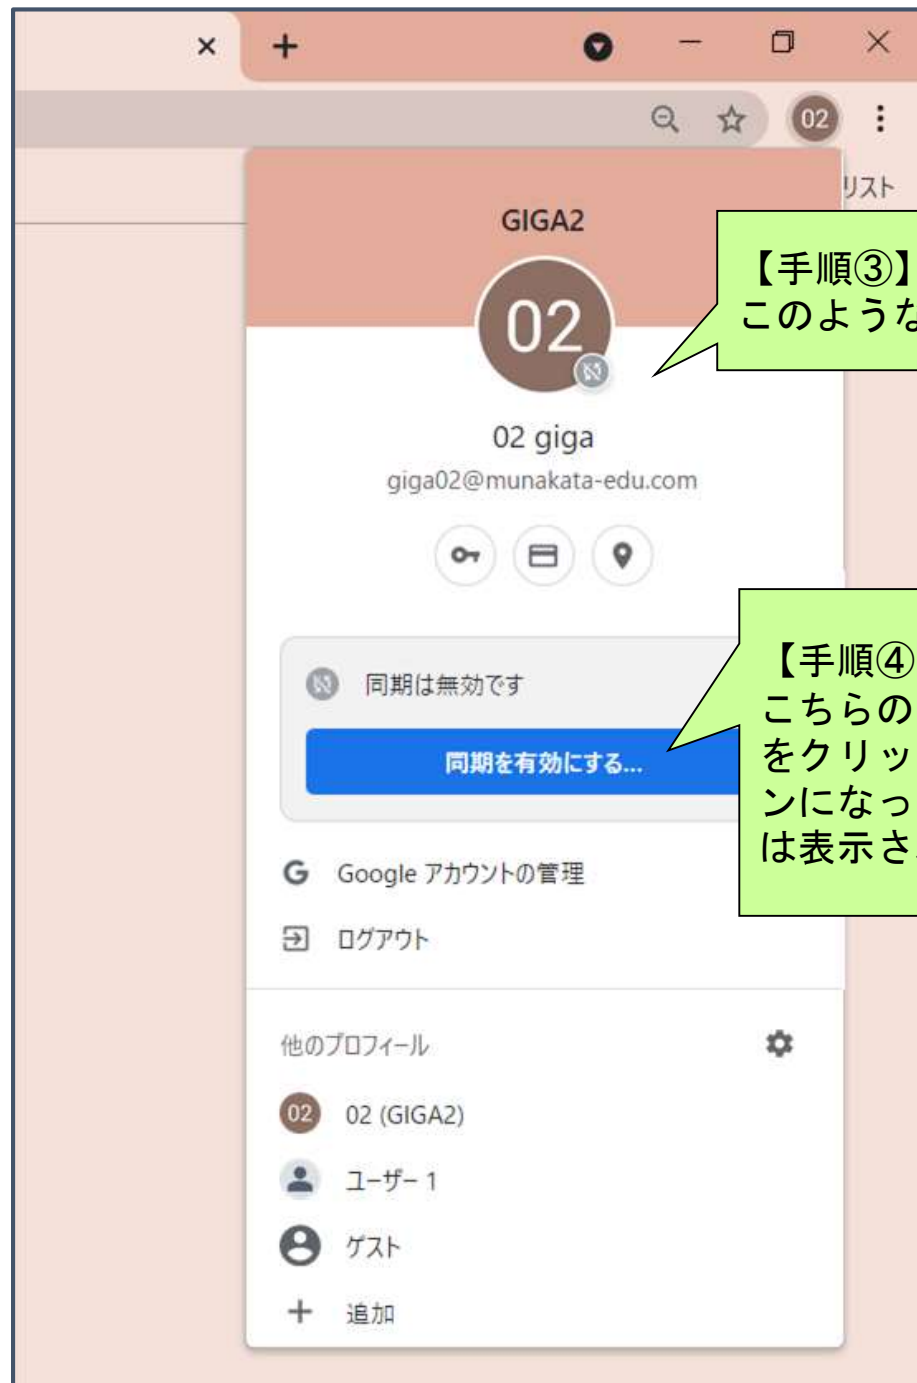 02
リスト
GIGA2
02
02 giga
giga02@munakata-edu.com
【手順③】
このような
同期は無効です
同期を有効にする...
【手順④
こちらの
をクリッ
ンになっ
は表示さ
Google アカウントの管理
ログアウト
他のプロフィール
02 02 (GIGA2)
ユーザー 1
ゲスト
追加